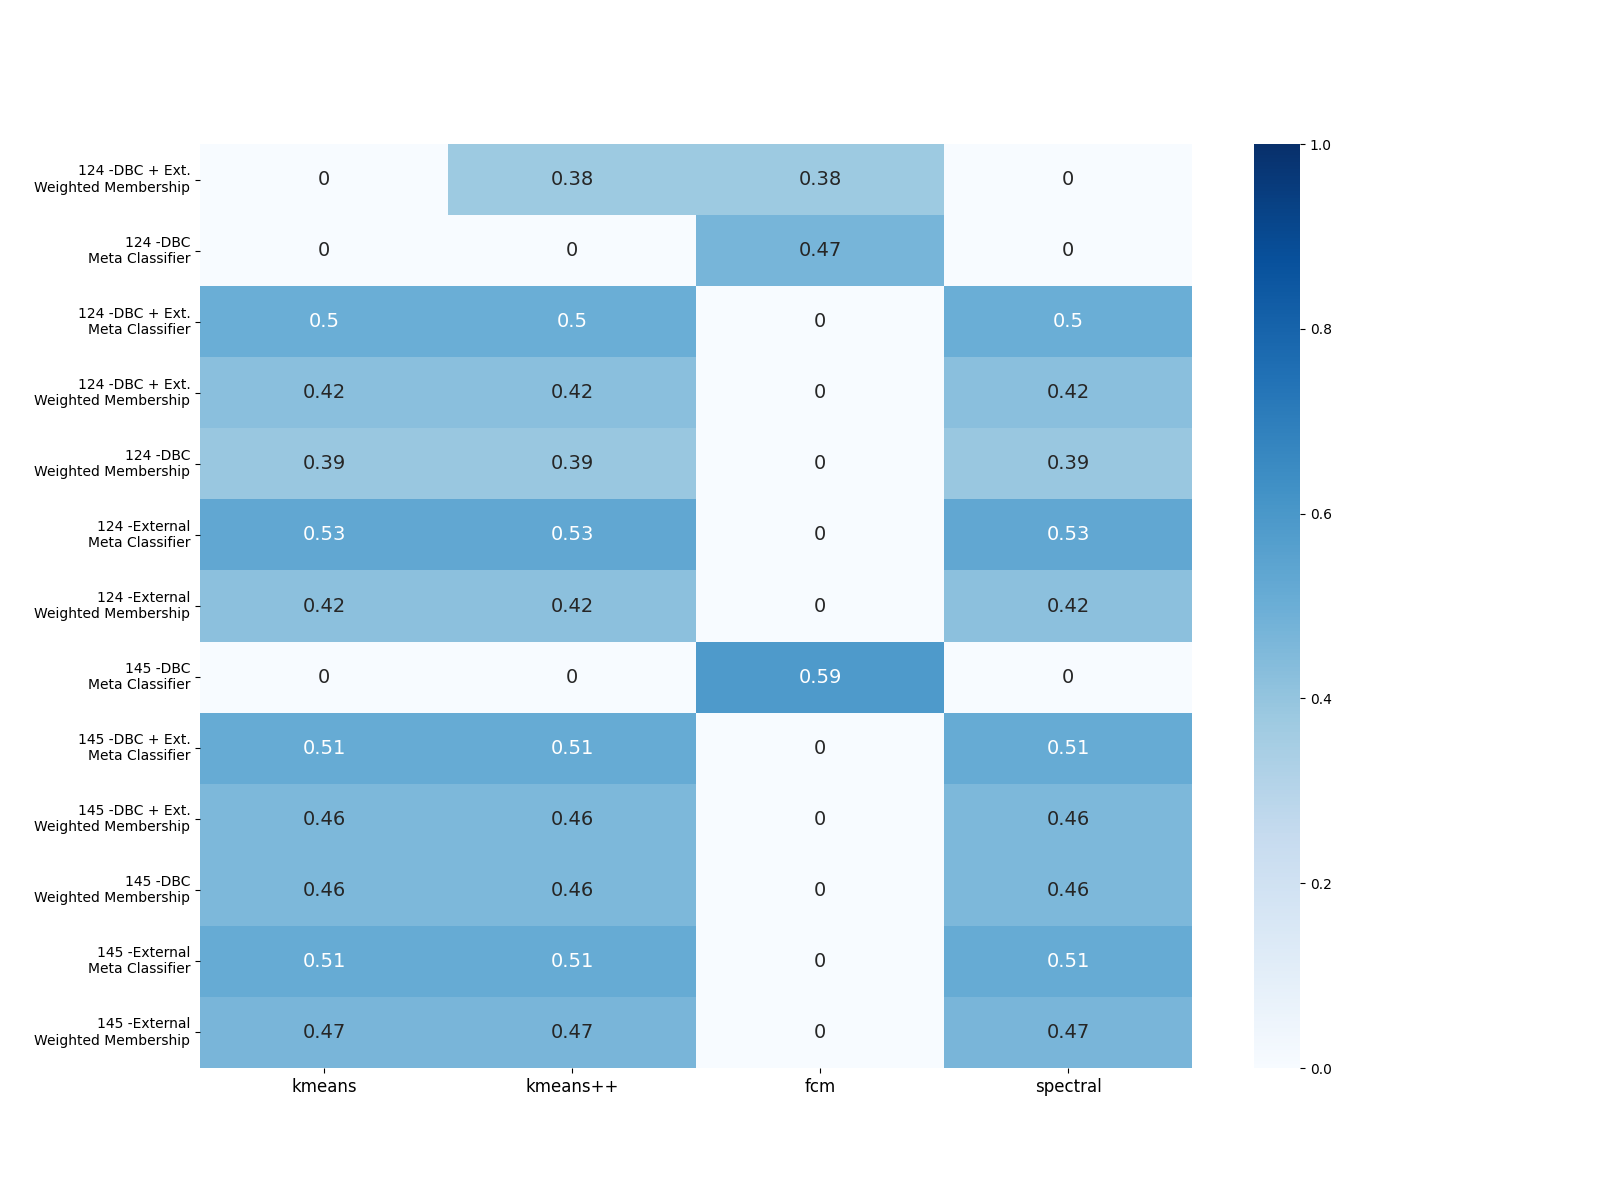 124 -DBC + Ext.
Weighted Membership
0 0.38 0.38 0
124 -DBC
Meta Classifier
0 0 0.47 0
124 -DBC + Ext.
Meta Classifier
0.5 0.5 0 0.5
124 -DBC + Ext.
Weighted Membership
0.42 0.42 0 0.42
124 -DBC
Weighted Membership
0.39 0.39 0 0.39
124 -External
Meta Classifier
0.53 0.53 0 0.53
124 -External
Weighted Membership
0.42 0.42 0 0.42
145 -DBC
Meta Classifier
0 0 0.59 0
145 -DBC + Ext.
Meta Classifier
0.51 0.51 0 0.51
145 -DBC + Ext.
Weighted Membership
0.46 0.46 0 0.46
145 -DBC
Weighted Membership
0.46 0.46 0 0.46
145 -External
Meta Classifier
0.51 0.51 0 0.51
145 -External
Weighted Membership
0.47 0.47 0 0.47
kmeans kmeans++ fcm spectral
1.0
0.8
0.6
0.4
0.2
0.0